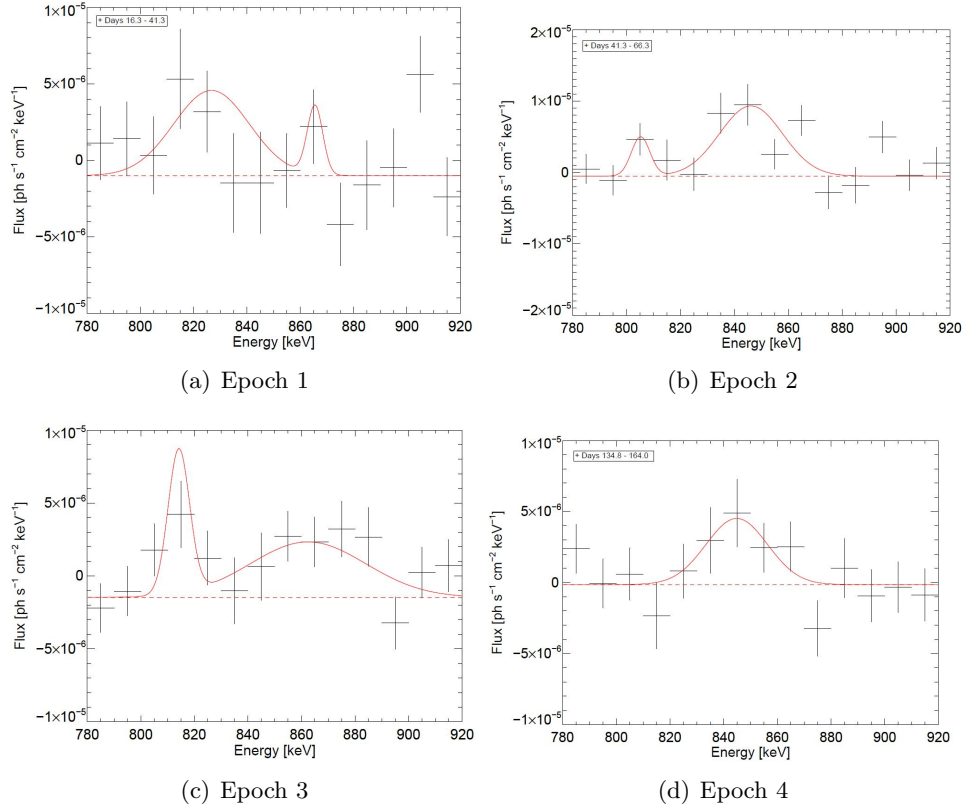 + Days 16.3 - 41.3
1×10⁻⁵
5×10⁻⁶
0
−5×10⁻⁶
−1×10⁻⁵
Flux [ph s⁻¹ cm⁻² keV⁻¹]
780 800 820 840 860 880 900 920
Energy [keV]
(a) Epoch 1
+ Days 41.3 - 66.3
2×10⁻⁵
1×10⁻⁵
0
−1×10⁻⁵
−2×10⁻⁵
Flux [ph s⁻¹ cm⁻² keV⁻¹]
780 800 820 840 860 880 900 920
Energy [keV]
(b) Epoch 2
1×10⁻⁵
5×10⁻⁶
0
−5×10⁻⁶
−1×10⁻⁵
Flux [ph s⁻¹ cm⁻² keV⁻¹]
780 800 820 840 860 880 900 920
Energy [keV]
(c) Epoch 3
+ Days 134.8 - 164.0
1×10⁻⁵
5×10⁻⁶
0
−5×10⁻⁶
−1×10⁻⁵
Flux [ph s⁻¹ cm⁻² keV⁻¹]
780 800 820 840 860 880 900 920
Energy [keV]
(d) Epoch 4